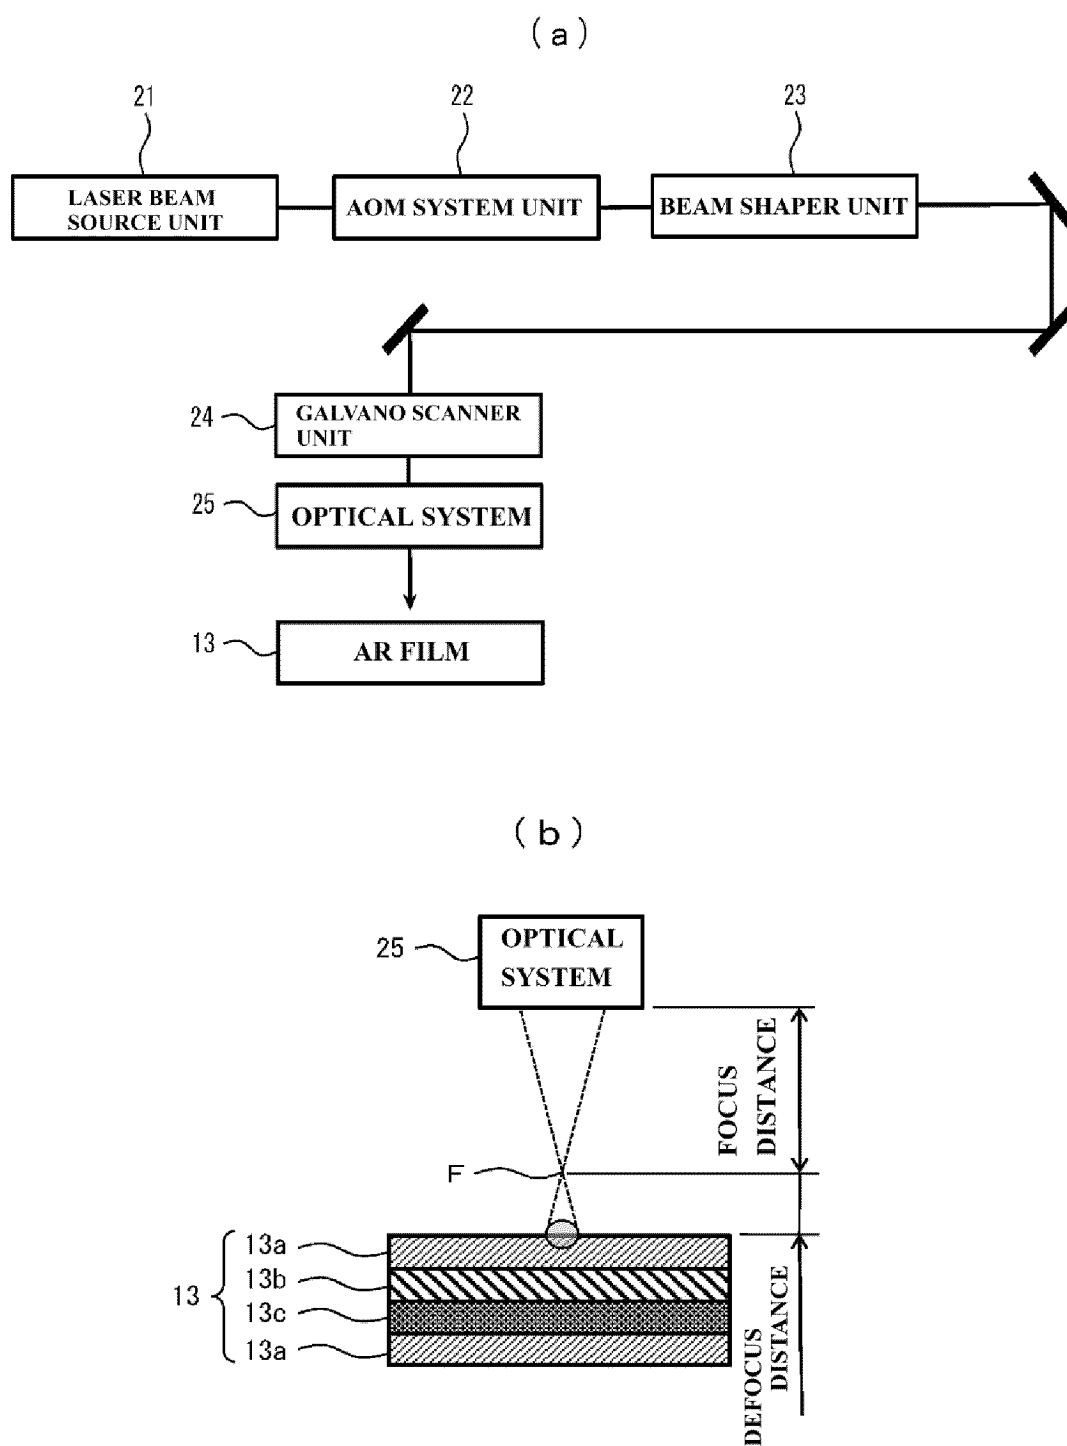 (a)
21
22
23
LASER BEAM
SOURCE UNIT
AOM SYSTEM UNIT
BEAM SHAPER UNIT
24
GALVANO SCANNER
UNIT
25
OPTICAL SYSTEM
13
AR FILM
(b)
25
OPTICAL
SYSTEM
FOCUS
DISTANCE
F
13
13a
13b
13c
13a
DEFOCUS
DISTANCE